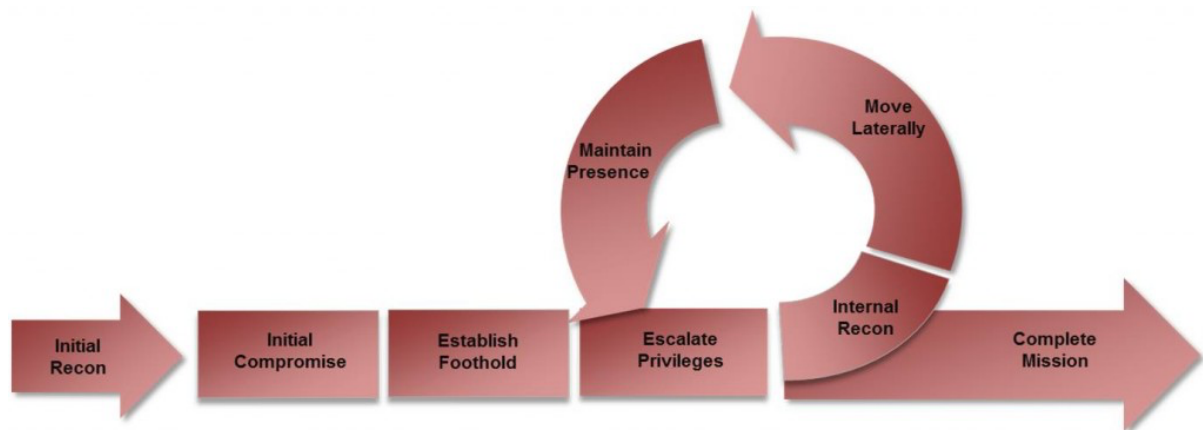 Initial
Recon
Initial
Compromise
Establish
Foothold
Escalate
Privileges
Internal
Recon
Move
Laterally
Maintain
Presence
Complete
Mission